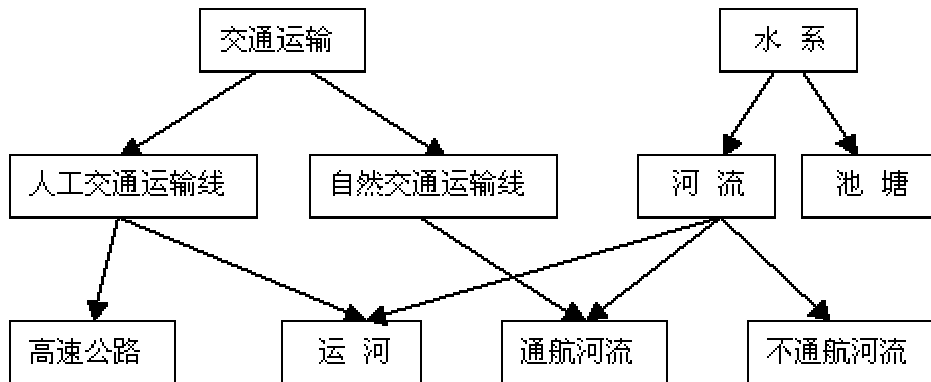 交通运输
水 系
人工交通运输线
自然交通运输线
河 流
池 塘
高速公路
运 河
通航河流
不通航河流